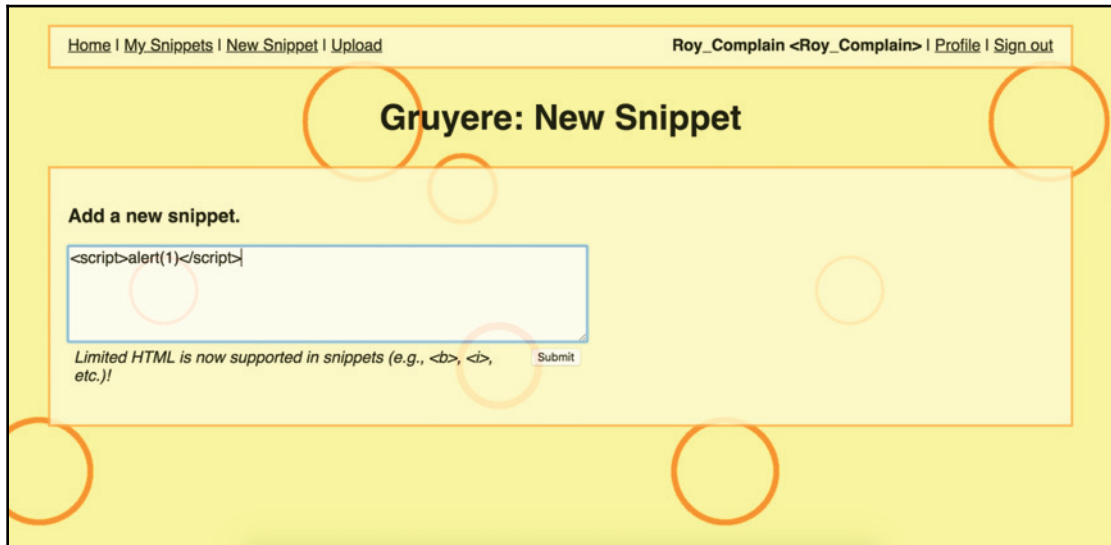 Home | My Snippets | New Snippet | Upload
Roy_Complain <Roy_Complain> | Profile | Sign out
Gruyere: New Snippet
Add a new snippet.
<script>alert(1)</script>
Limited HTML is now supported in snippets (e.g., <b>, <i>,
etc.)!
Submit